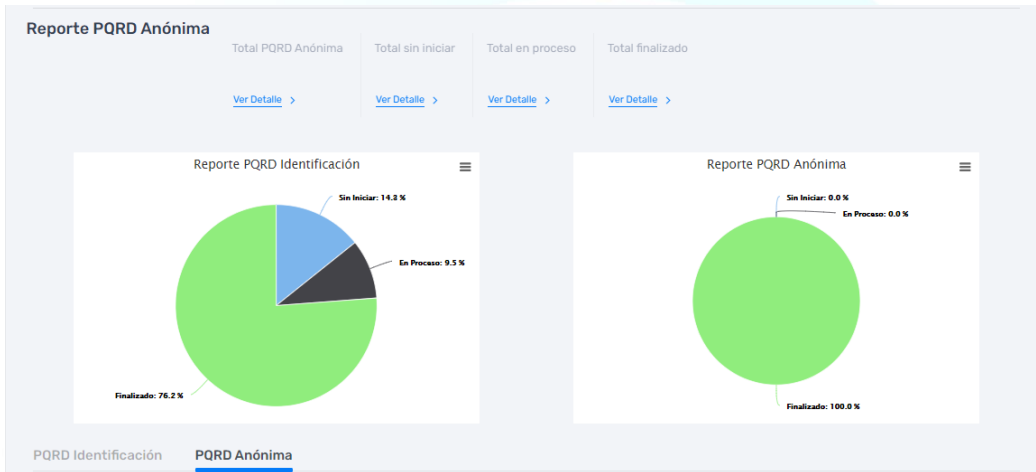 Reporte PQRD Anónima
Total PQRD Anónima Total sin iniciar Total en proceso Total finalizado
Ver Detalle > Ver Detalle > Ver Detalle > Ver Detalle >
Reporte PQRD Identificación
Sin Iniciar: 14.3 %
En Proceso: 9.5 %
Finalizado: 76.2 %
Reporte PQRD Anónima
Sin Iniciar: 0.0 %
En Proceso: 0.0 %
Finalizado: 100.0 %
PQRD Identificación PQRD Anónima